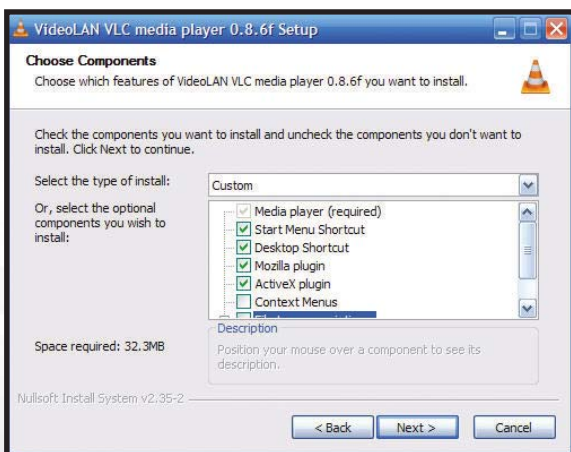 VideoLAN VLC media player 0.8.6f Setup
Choose Components
Choose which features of VideoLAN VLC media player 0.8.6f you want to install.
Check the components you want to install and uncheck the components you don't want to
install. Click Next to continue.
Select the type of install:
Custom
Or, select the optional
components you wish to
install:
Media player (required)
Start Menu Shortcut
Desktop Shortcut
Mozilla plugin
ActiveX plugin
Context Menus
Space required: 32.3MB
Description
Position your mouse over a component to see its
description.
Nullsoft Install System v2.35-2
< Back
Next >
Cancel